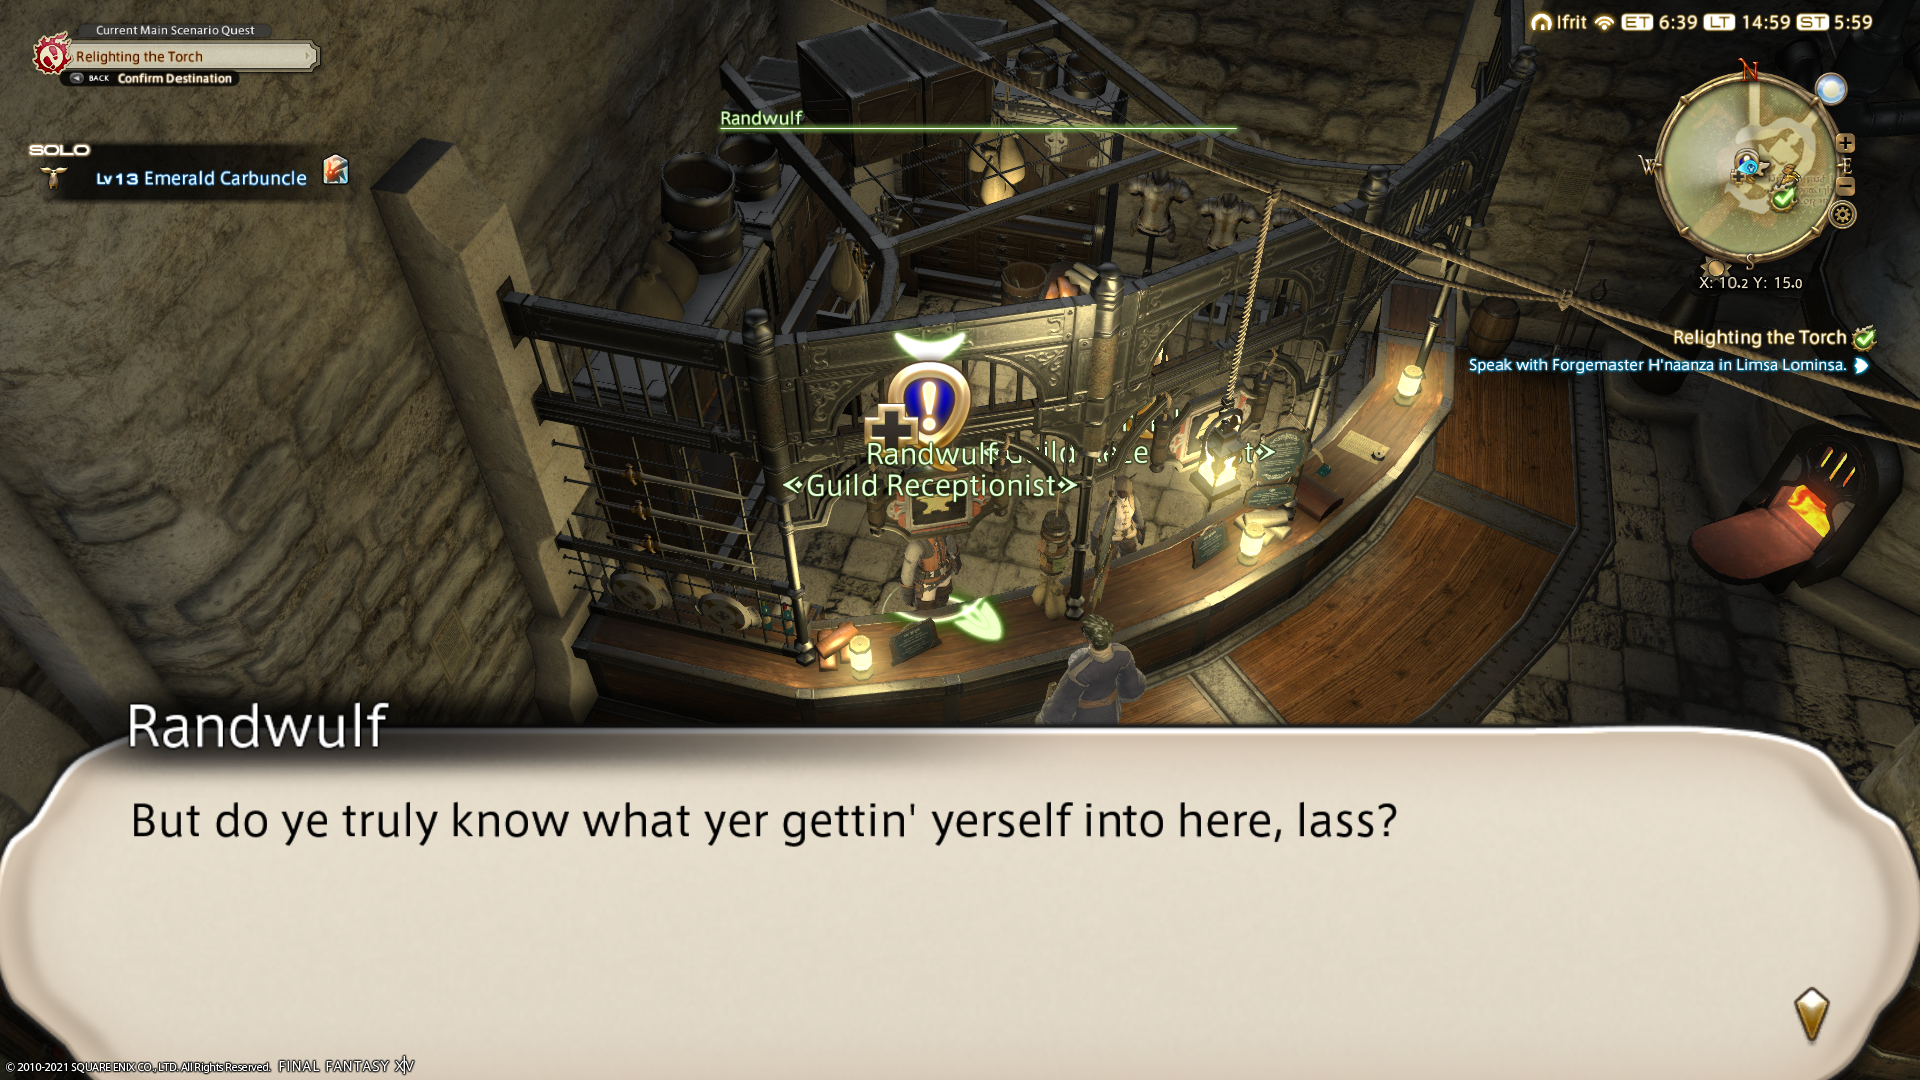 Current Main Scenario Quest
Relighting the Torch
BACK Confirm Destination
SOLO
Lv13 Emerald Carbuncle
Ifrit ET 6:39 LT 14:59 ST 5:59
N
W E
S
X: 10.2 Y: 15.0
Relighting the Torch
Speak with Forgemaster H'naanza in Limsa Lominsa.
Randwulf
Randwulf
Guild Receptionist
Randwulf
But do ye truly know what yer gettin' yerself into here, lass?
© 2010-2021 SQUARE ENIX CO., LTD. All Rights Reserved. FINAL FANTASY XIV